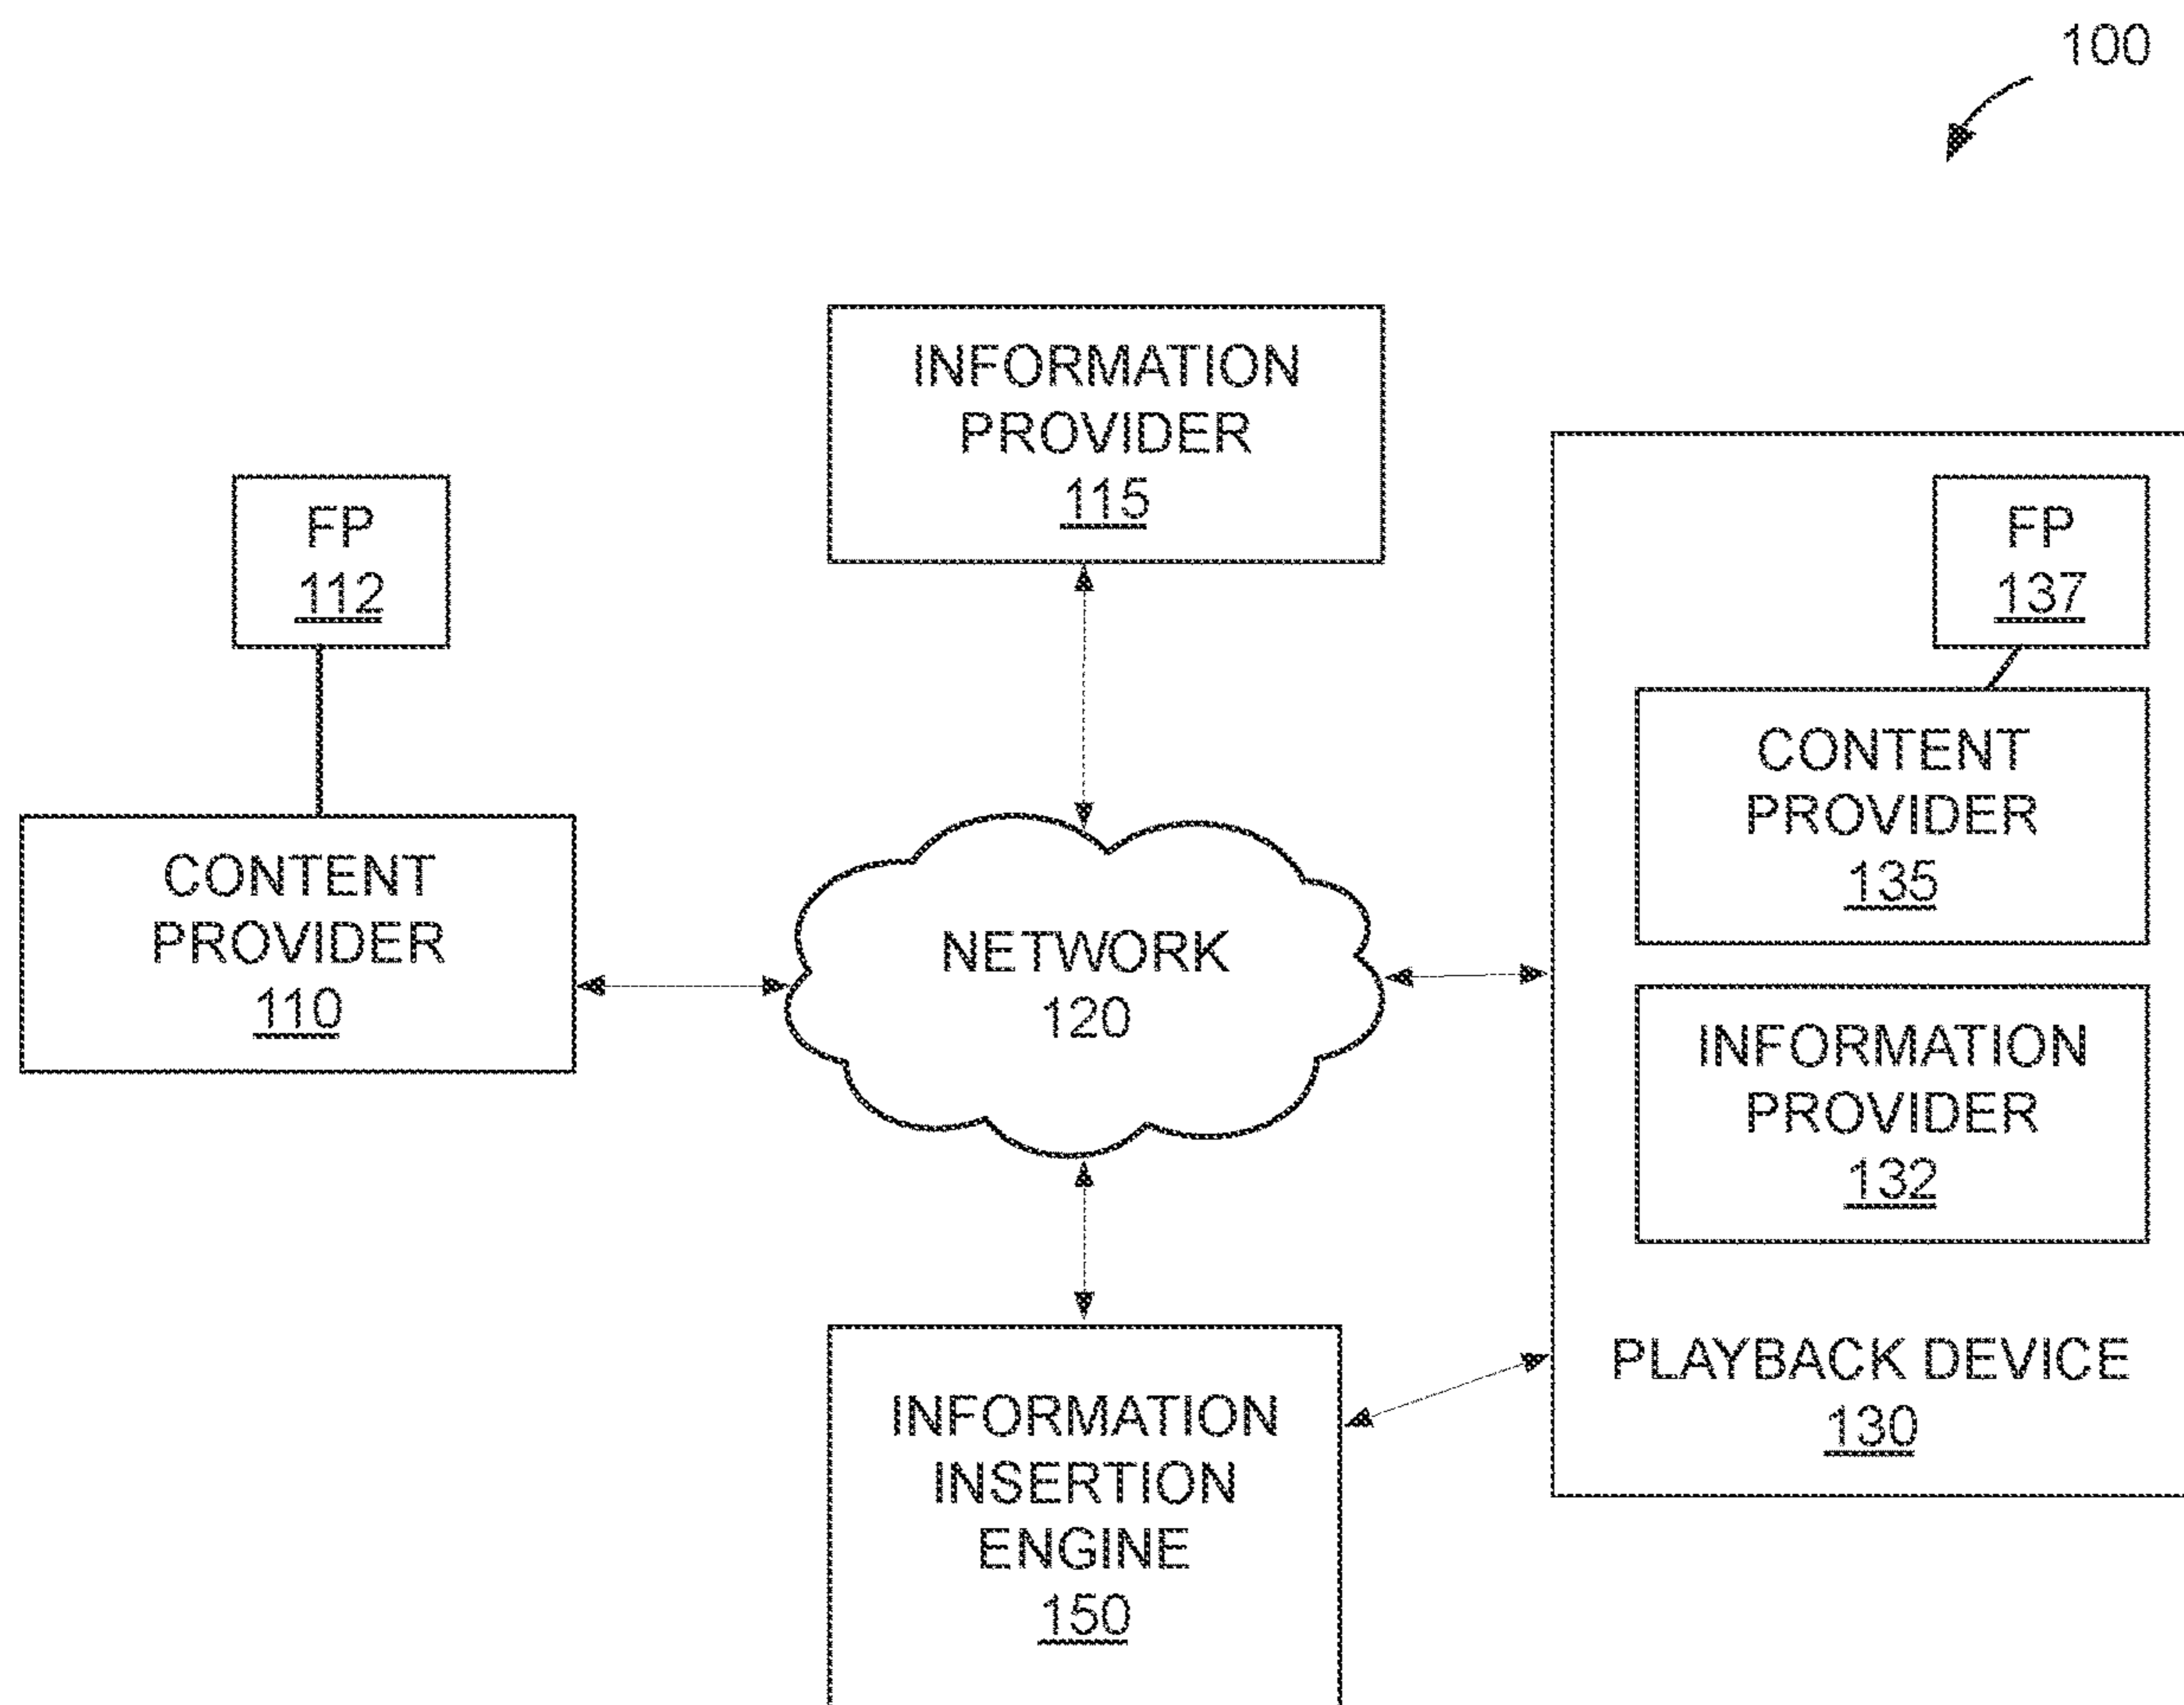 100
INFORMATION
PROVIDER
115
FP
112
FP
137
CONTENT
PROVIDER
135
CONTENT
PROVIDER
110
NETWORK
120
INFORMATION
PROVIDER
132
PLAYBACK DEVICE
130
INFORMATION
INSERTION
ENGINE
150